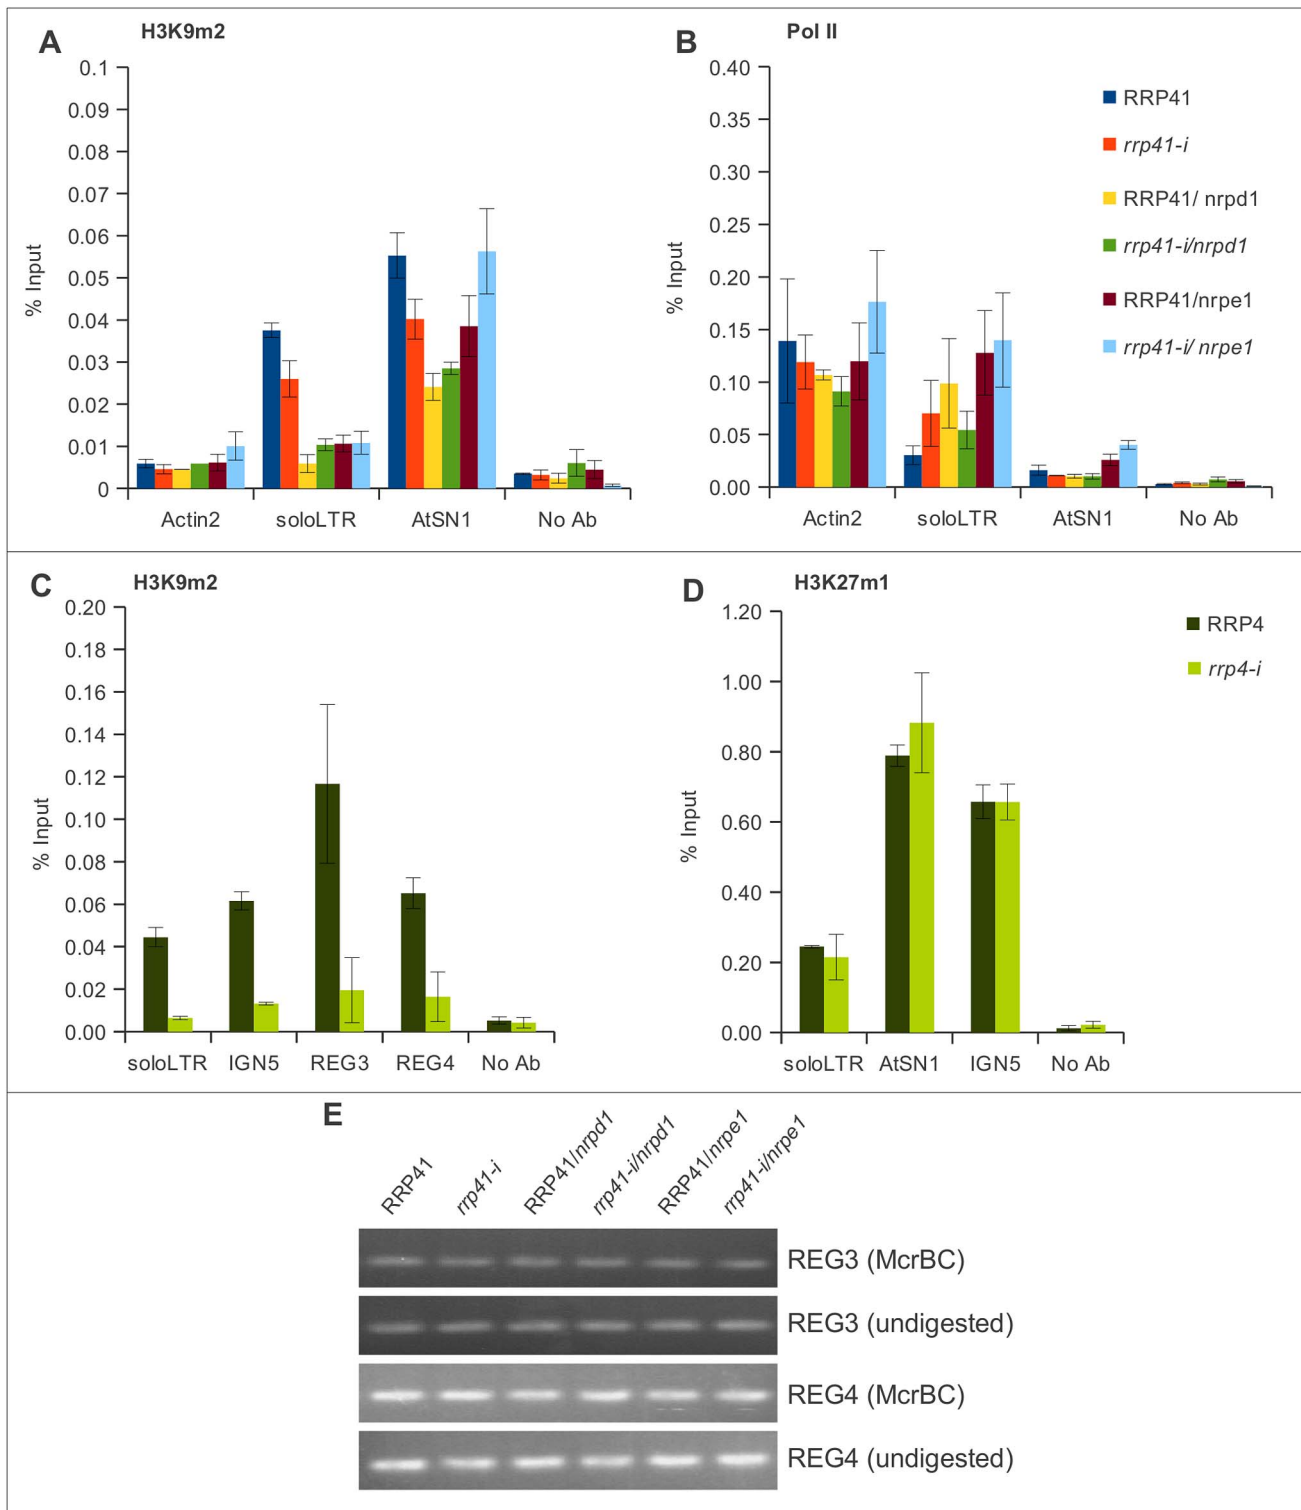 A
H3K9m2
0.1
0.09
0.08
0.07
0.06
0.05
0.04
0.03
0.02
0.01
0
% Input
Actin2 soloLTR AtSN1 No Ab
B
Pol II
0.40
0.35
0.30
0.25
0.20
0.15
0.10
0.05
0.00
% Input
Actin2 soloLTR AtSN1 No Ab
RRP41
rrp41-i
RRP41/ nrpd1
rrp41-i/nrpd1
RRP41/nrpe1
rrp41-i/ nrpe1
C
H3K9m2
0.20
0.18
0.16
0.14
0.12
0.10
0.08
0.06
0.04
0.02
0.00
% Input
soloLTR IGN5 REG3 REG4 No Ab
D
H3K27m1
1.20
1.00
0.80
0.60
0.40
0.20
0.00
% Input
soloLTR AtSN1 IGN5 No Ab
RRP4
rrp4-i
E
RRP41
rrp41-i
RRP41/nrpd1
rrp41-i/nrpd1
RRP41/nrpe1
rrp41-i/nrpe1
REG3 (McrBC)
REG3 (undigested)
REG4 (McrBC)
REG4 (undigested)